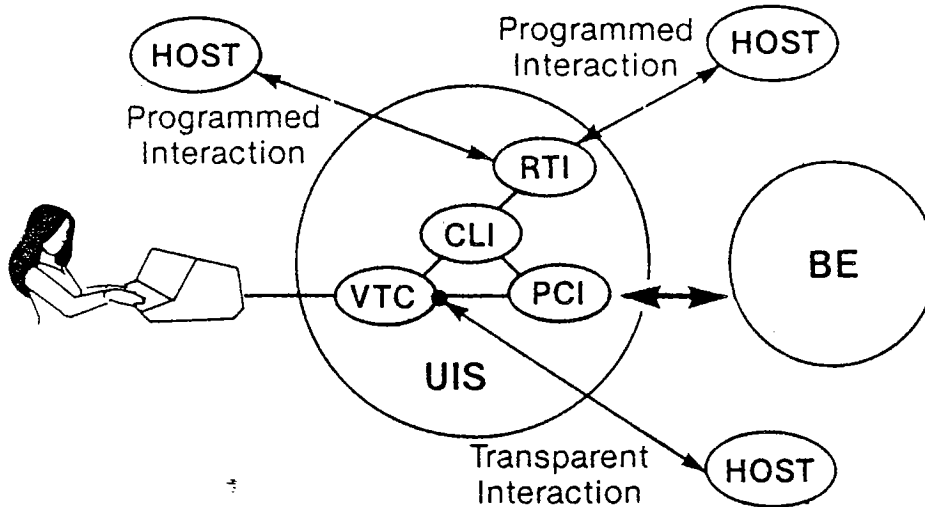 HOST
Programmed
Interaction
Programmed
Interaction
HOST
RTI
CLI
VTC
PCI
UIS
BE
Transparent
Interaction
HOST